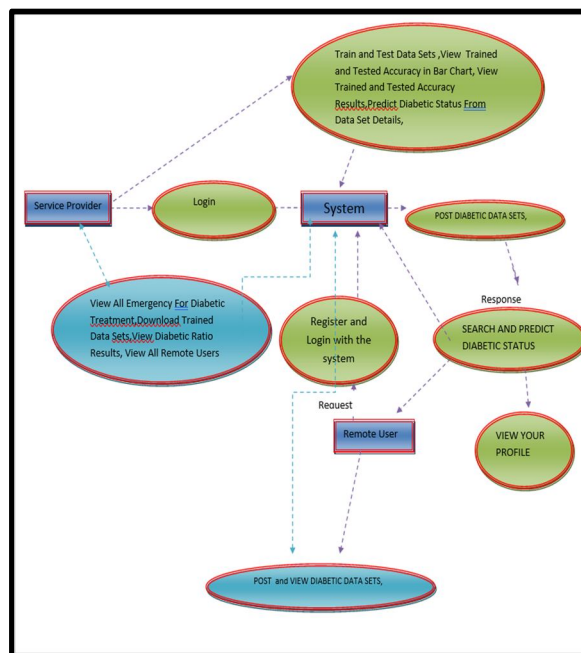 Train and Test Data Sets ,View Trained
and Tested Accuracy in Bar Chart, View
Trained and Tested Accuracy
Results,Predict Diabetic Status From
Data Set Details,
Service Provider
Login
System
POST DIABETIC DATA SETS,
Response
View All Emergency For Diabetic
Treatment,Download Trained
Data Sets,View Diabetic Ratio
Results, View All Remote Users
Register and
Login with the
system
SEARCH AND PREDICT
DIABETIC STATUS
Request
Remote User
VIEW YOUR
PROFILE
POST and VIEW DIABETIC DATA SETS,